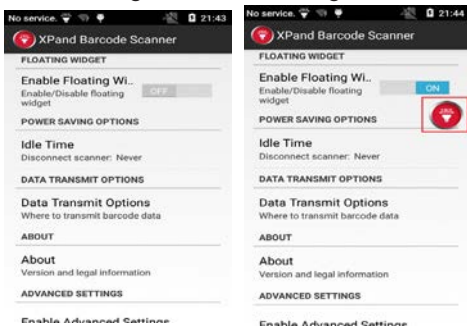 No service.
21:43
XPand Barcode Scanner
FLOATING WIDGET
Enable Floating Wi..
Enable/Disable floating
widget
OFF
POWER SAVING OPTIONS
Idle Time
Disconnect scanner: Never
DATA TRANSMIT OPTIONS
Data Transmit Options
Where to transmit barcode data
ABOUT
About
Version and legal information
ADVANCED SETTINGS
Enable Advanced Settings
No service.
21:44
XPand Barcode Scanner
FLOATING WIDGET
Enable Floating Wi..
Enable/Disable floating
widget
ON
POWER SAVING OPTIONS
Idle Time
Disconnect scanner: Never
DATA TRANSMIT OPTIONS
Data Transmit Options
Where to transmit barcode data
ABOUT
About
Version and legal information
ADVANCED SETTINGS
Enable Advanced Settings